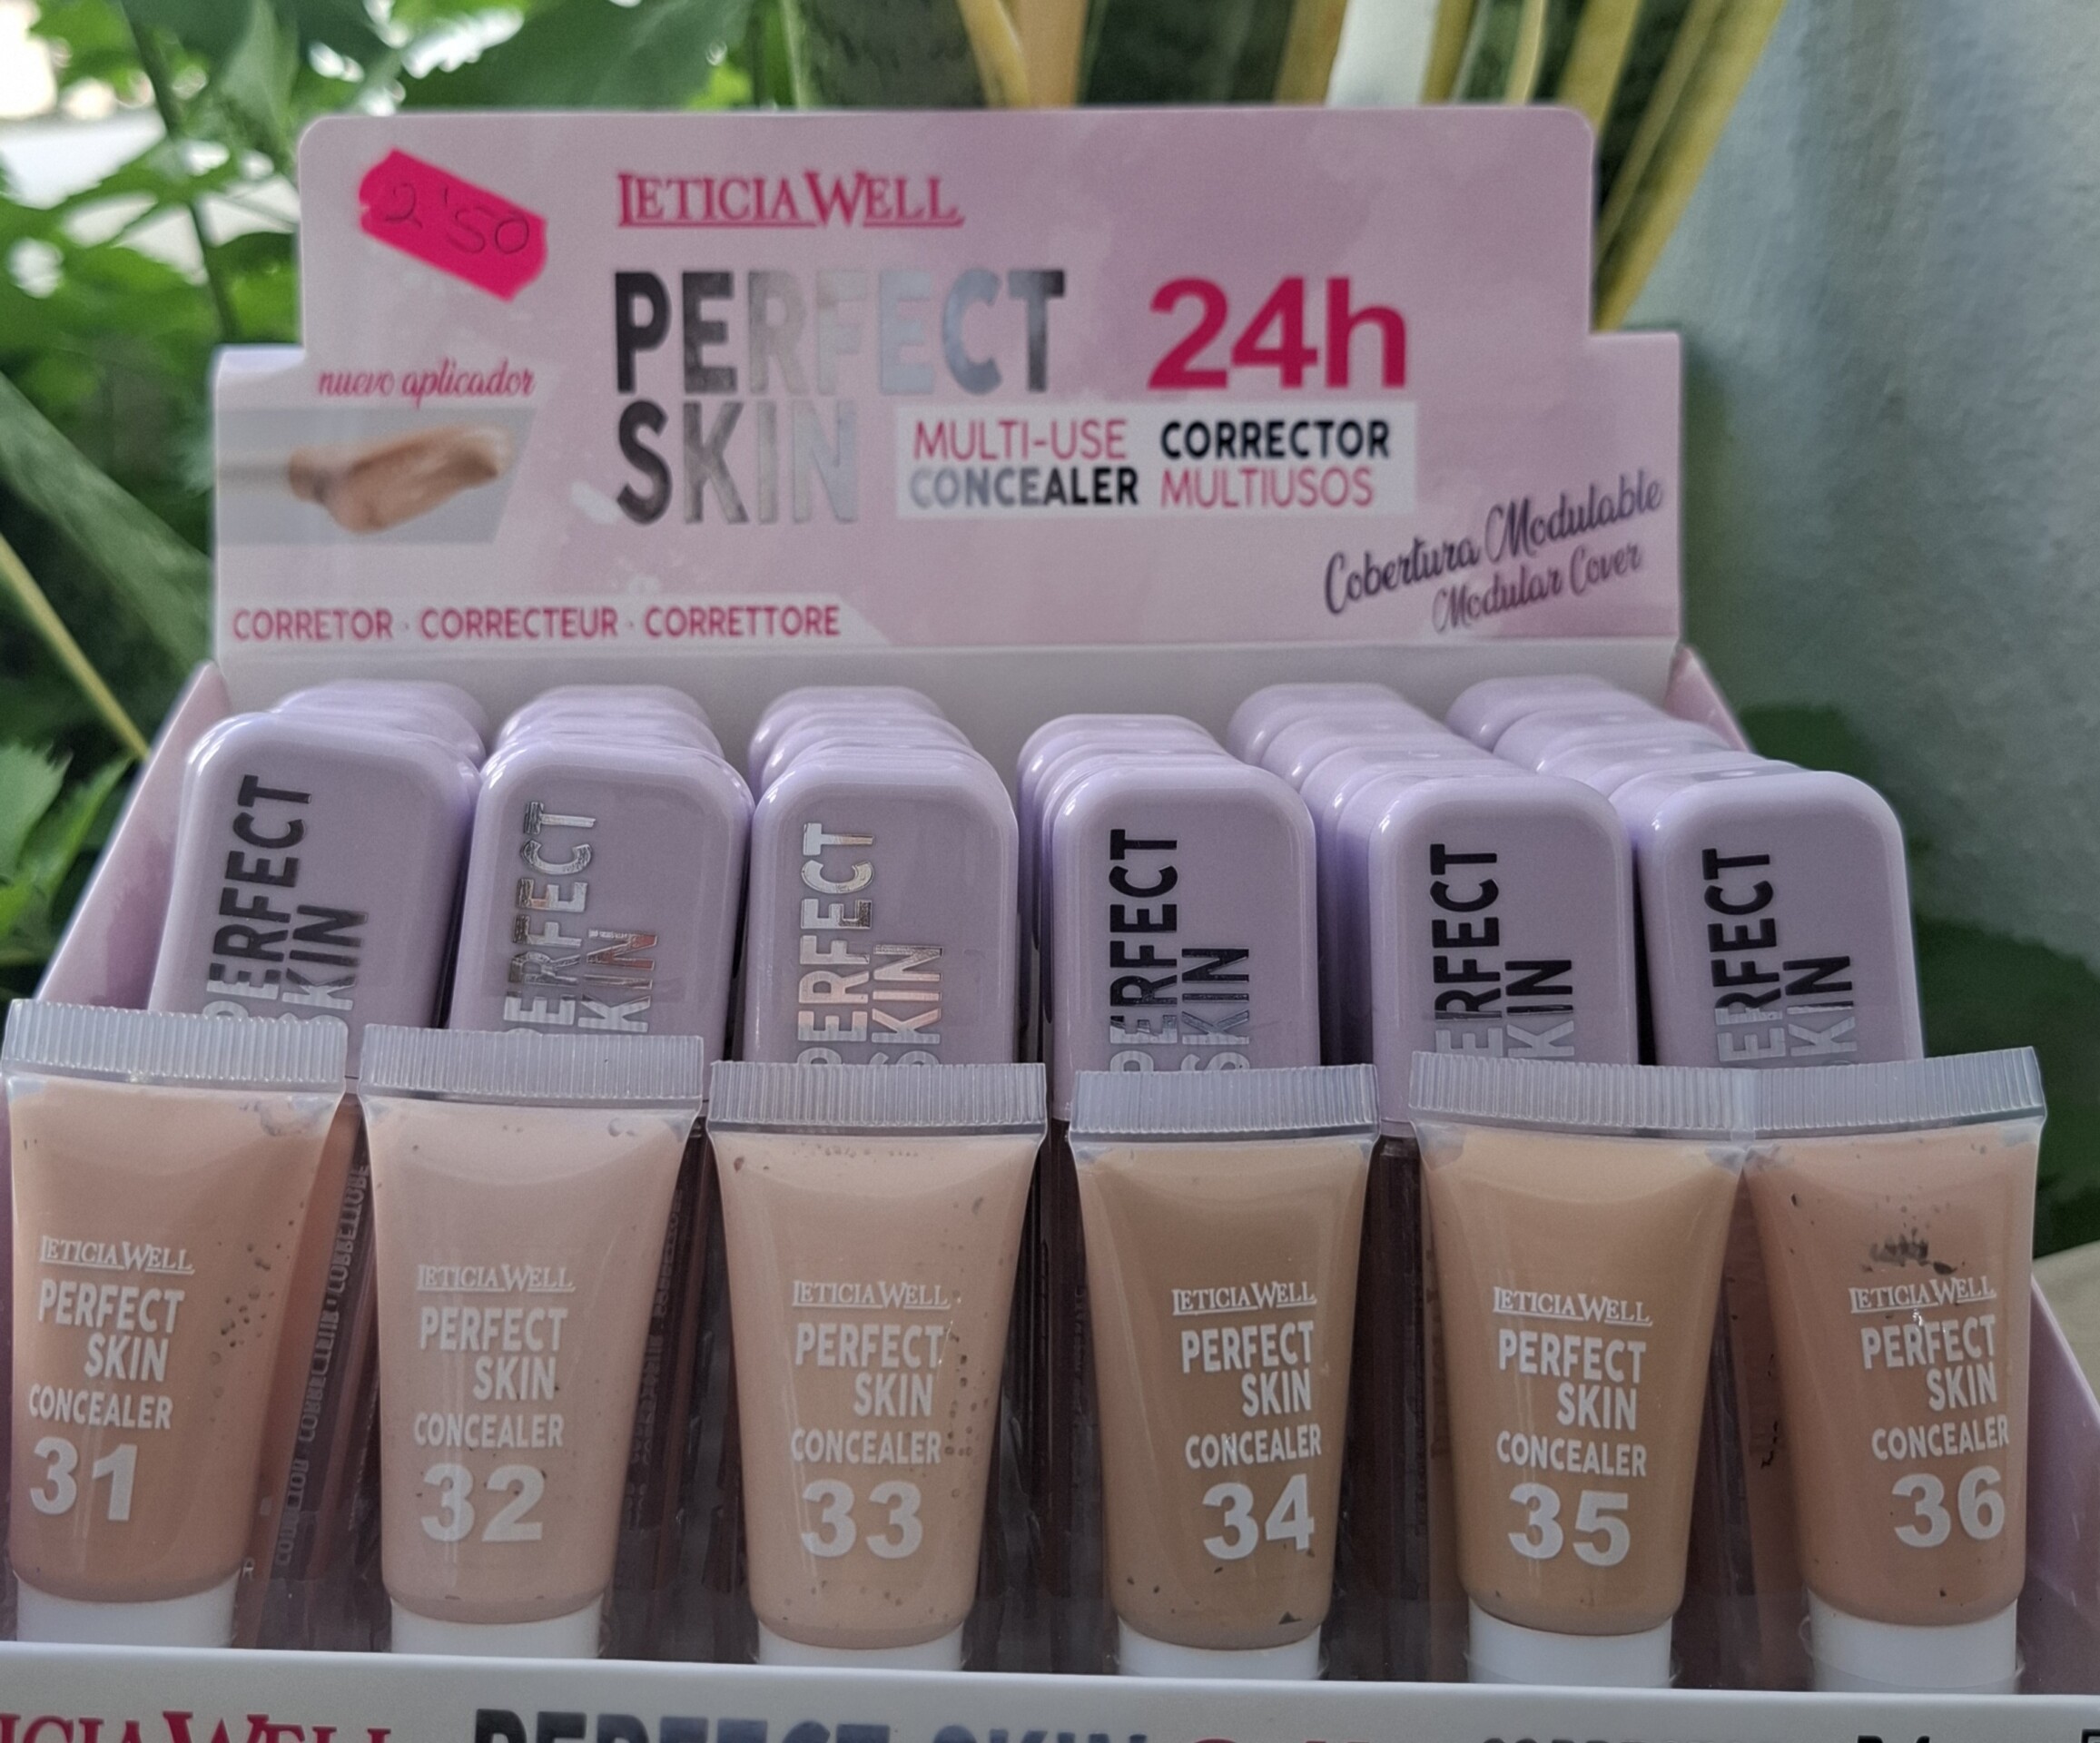 2'50
LETICIA WELL
PERFECT
SKIN
24h
MULTI-USE
CONCEALER
CORRECTOR
MULTIUSOS
nuevo aplicador
Cobertura Modulable
Modular Cover
CORRETOR · CORRECTEUR · CORRETTORE
PERFECT
SKIN
PERFECT
SKIN
PERFECT
SKIN
PERFECT
SKIN
PERFECT
SKIN
PERFECT
SKIN
LETICIA WELL
PERFECT
SKIN
CONCEALER
31
LETICIA WELL
PERFECT
SKIN
CONCEALER
32
LETICIA WELL
PERFECT
SKIN
CONCEALER
33
LETICIA WELL
PERFECT
SKIN
CONCEALER
34
LETICIA WELL
PERFECT
SKIN
CONCEALER
35
LETICIA WELL
PERFECT
SKIN
CONCEALER
36
WELL PERFECT SKIN